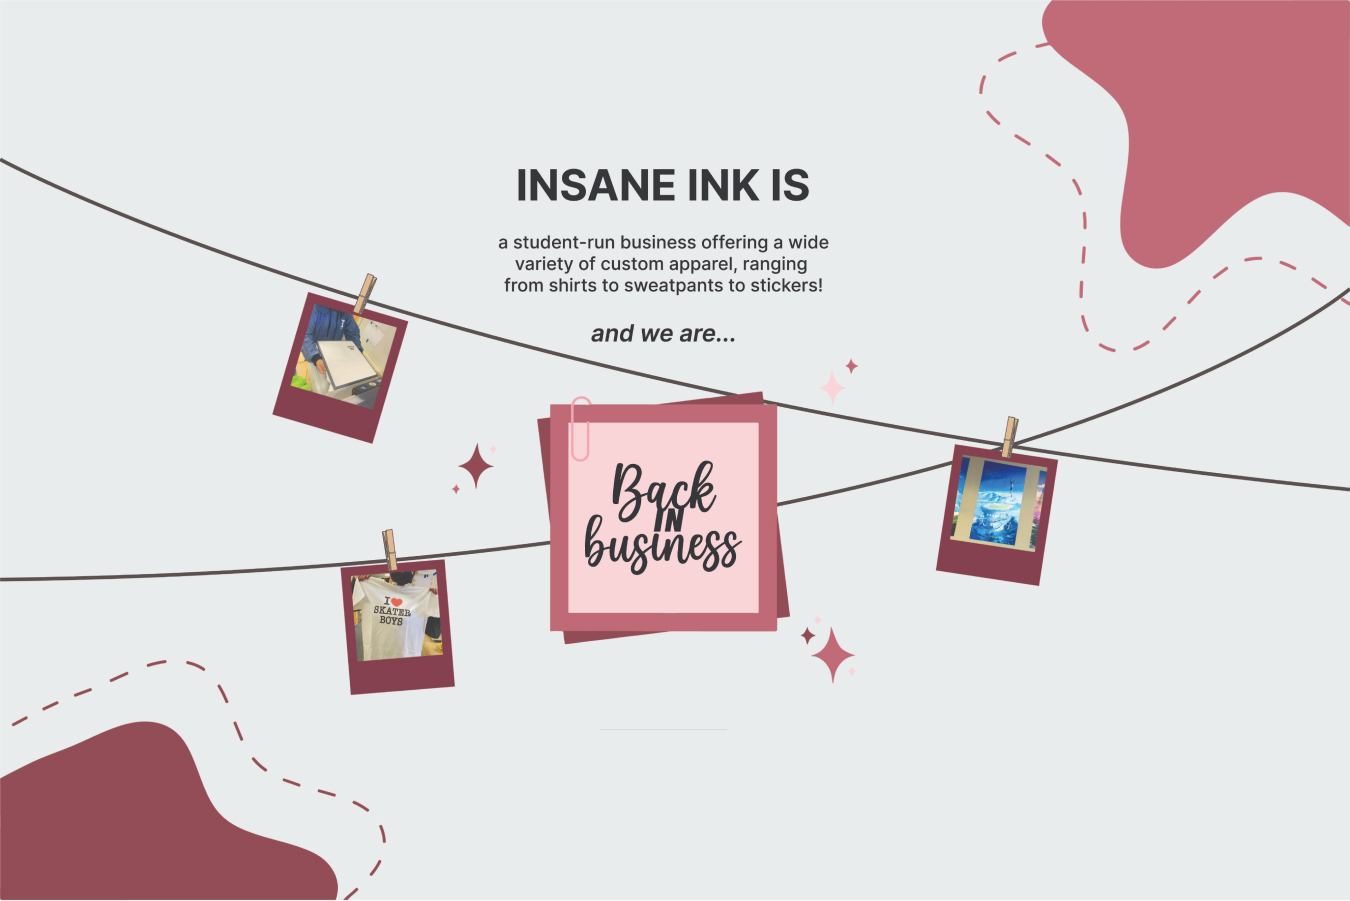 INSANE INK IS
a student-run business offering a wide
variety of custom apparel, ranging
from shirts to sweatpants to stickers!
and we are...
Back
IN
business
I ❤
SKATER
BOYS